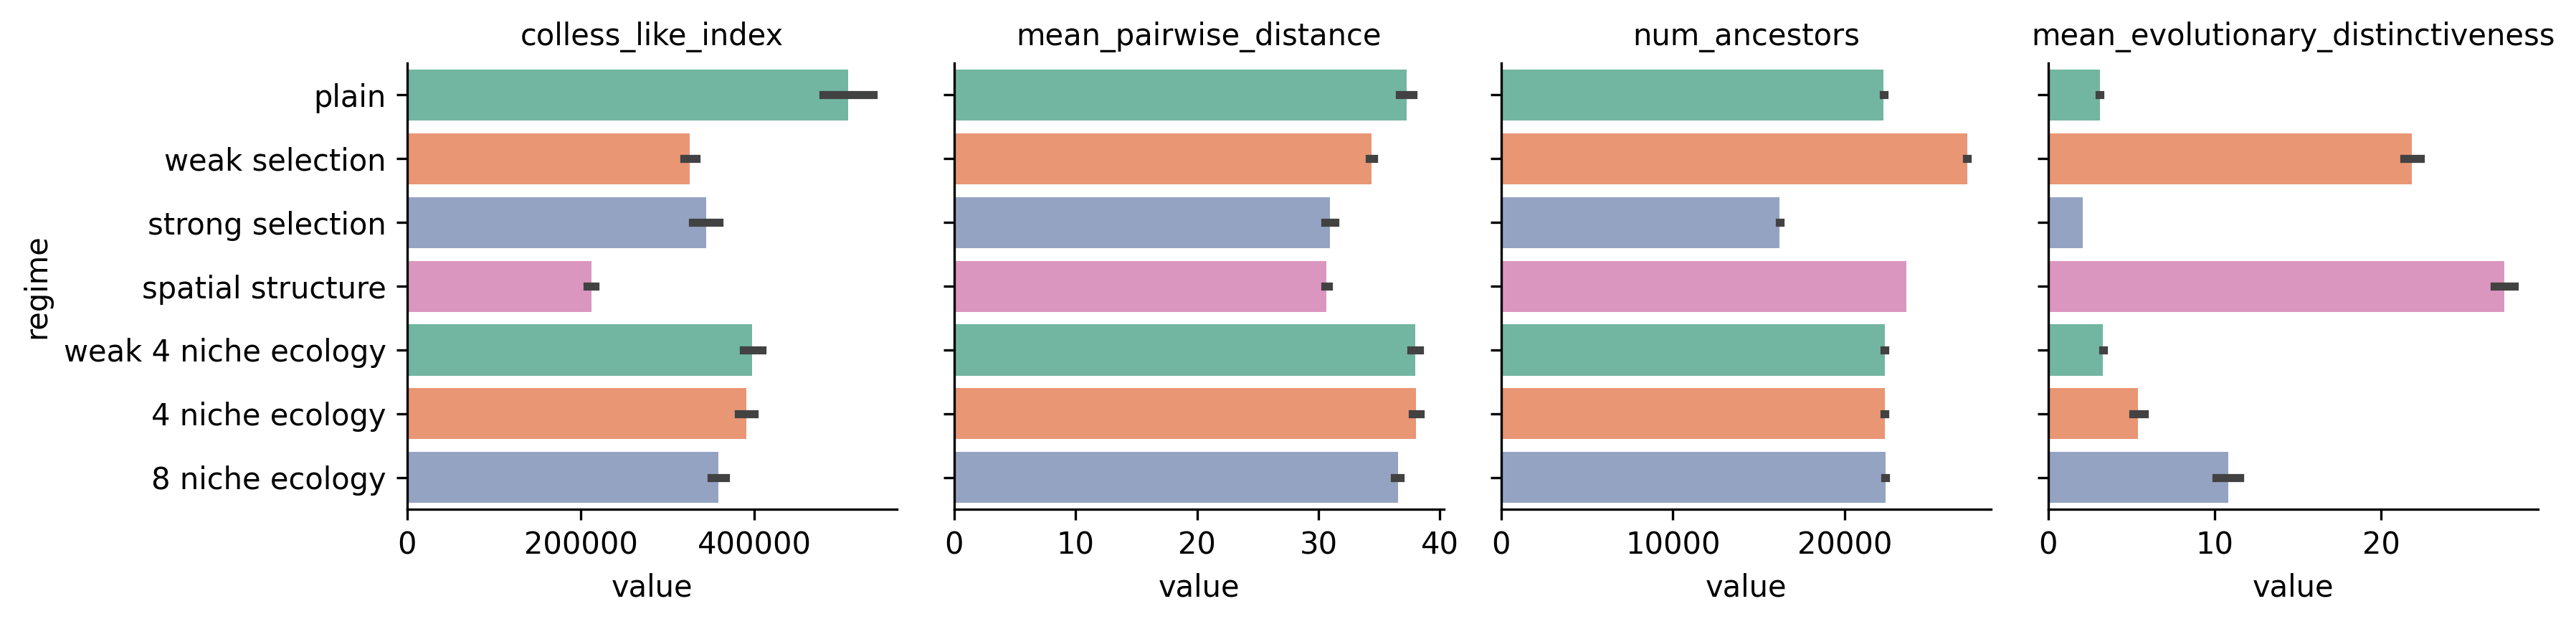 colless_like_index
mean_pairwise_distance
num_ancestors
mean_evolutionary_distinctiveness
regime
plain
weak selection
strong selection
spatial structure
weak 4 niche ecology
4 niche ecology
8 niche ecology
0 200000 400000
0 10 20 30 40
0 10000 20000
0 10 20
value
value
value
value